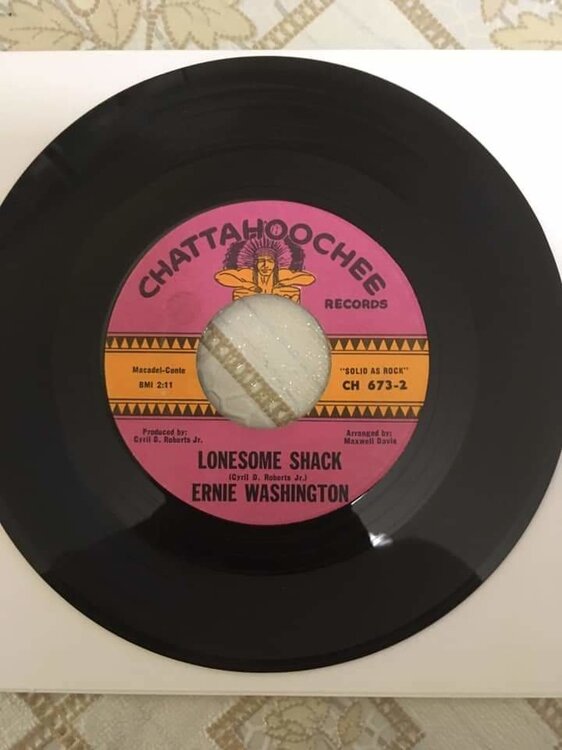 CHATTAHOOCHEE
RECORDS
Macadel-Conte
BMI 2:11
"SOLID AS ROCK"
CH 673-2
Produced by:
Cyril D. Roberts Jr.
Arranged by:
Maxwell Davis
LONESOME SHACK
(Cyril D. Roberts Jr.)
ERNIE WASHINGTON